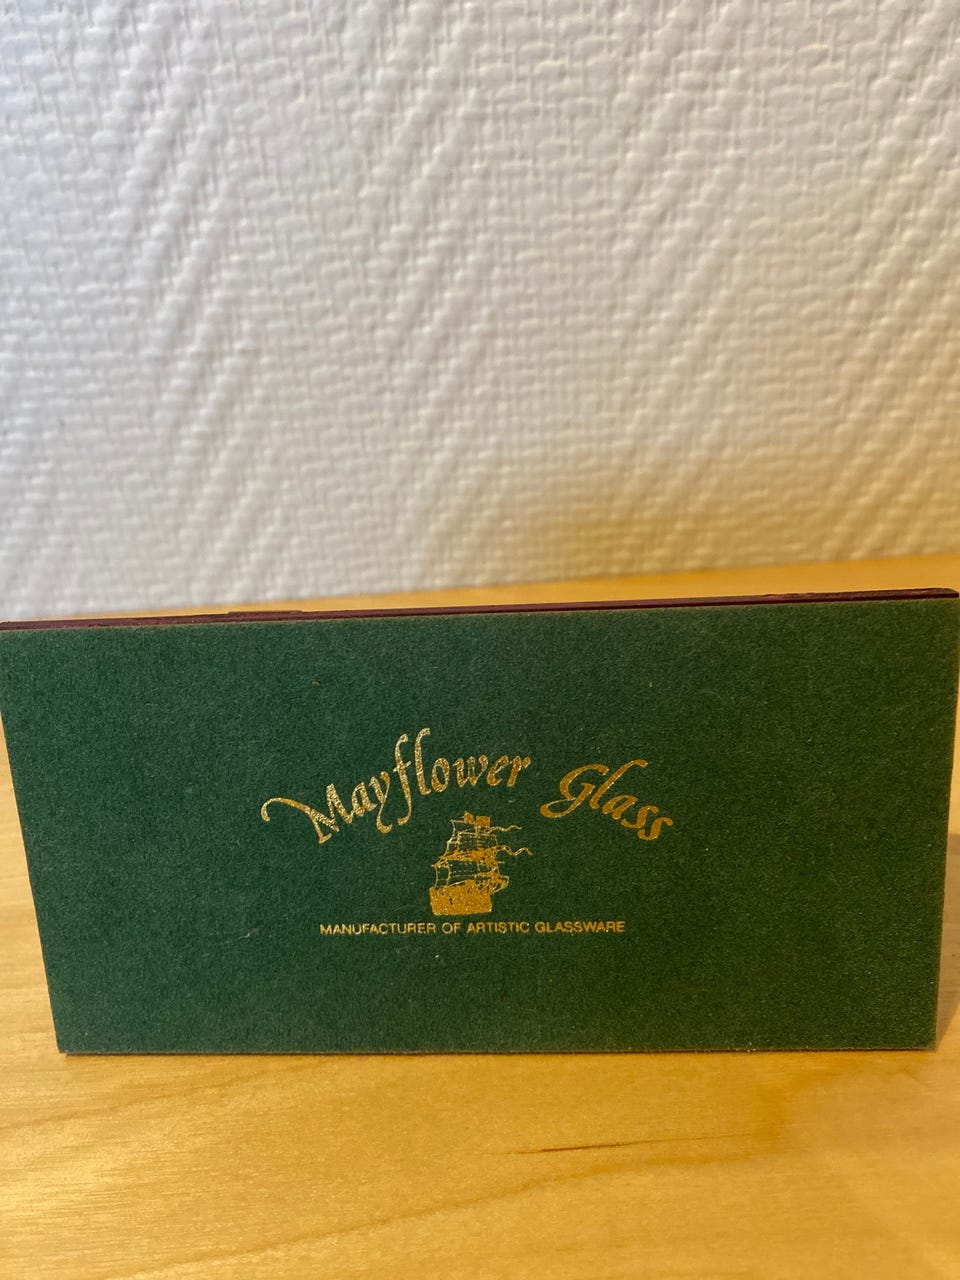 Mayflower Glass
MANUFACTURER OF ARTISTIC GLASSWARE